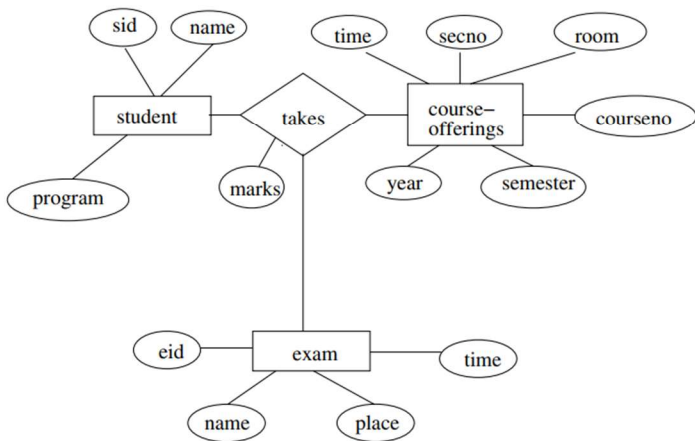 sid
name
time
secno
room
student
takes
course–
offerings
courseno
program
marks
year
semester
eid
exam
time
name
place